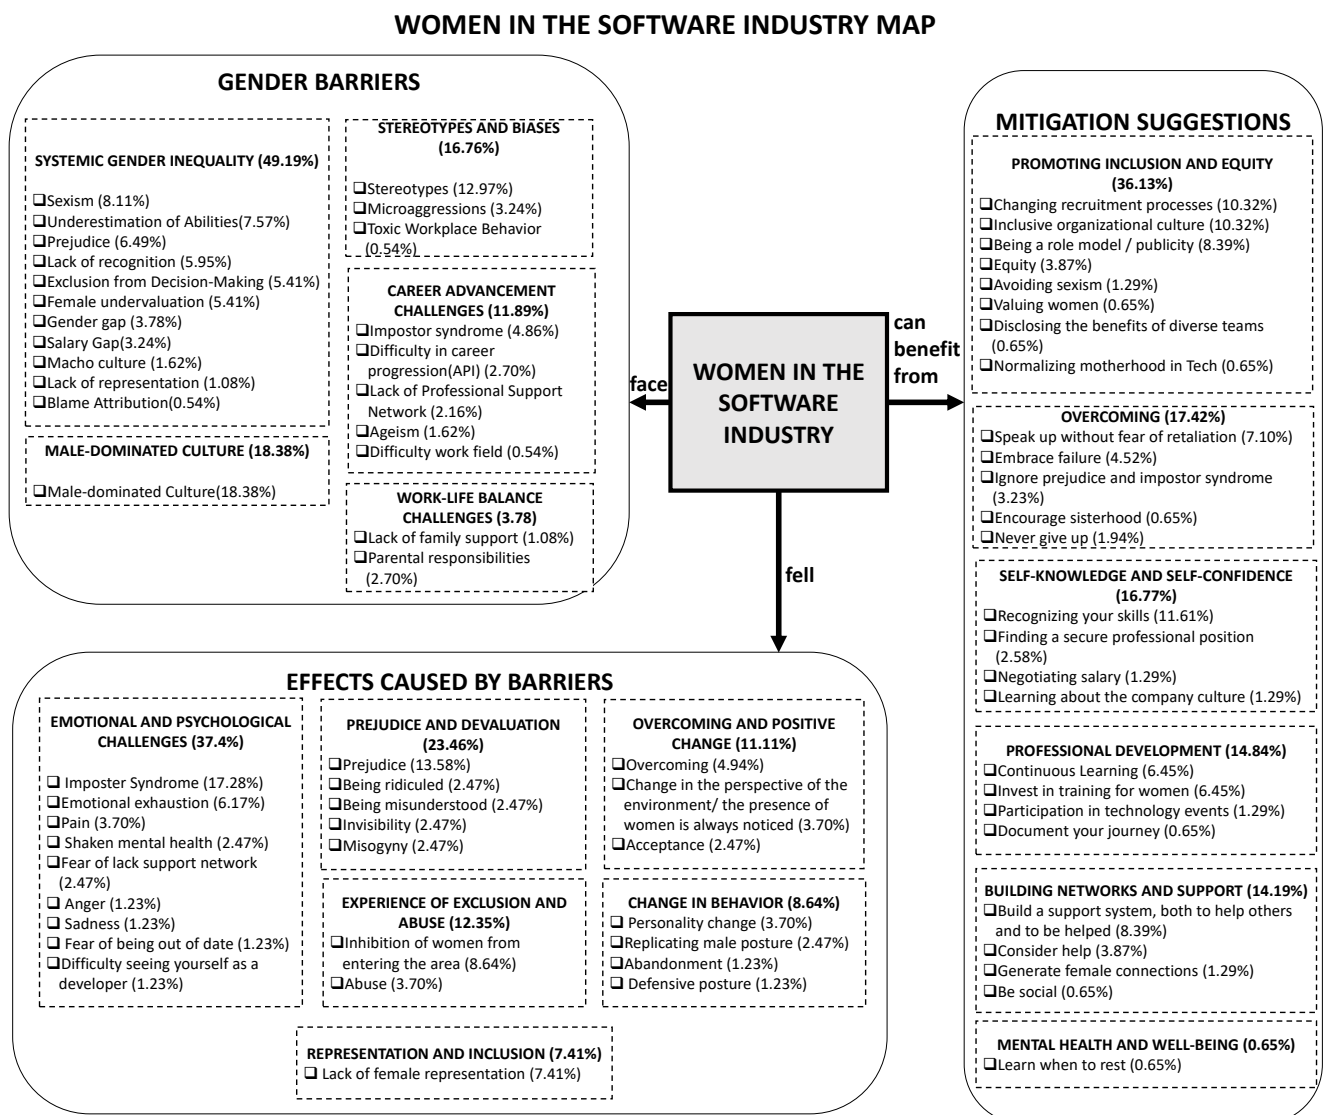 WOMEN IN THE SOFTWARE INDUSTRY MAP
GENDER BARRIERS
SYSTEMIC GENDER INEQUALITY (49.19%)
❑Sexism (8.11%)
❑Underestimation of Abilities(7.57%)
❑Prejudice (6.49%)
❑Lack of recognition (5.95%)
❑Exclusion from Decision-Making (5.41%)
❑Female undervaluation (5.41%)
❑Gender gap (3.78%)
❑Salary Gap(3.24%)
❑Macho culture (1.62%)
❑Lack of representation (1.08%)
❑Blame Attribution(0.54%)
MALE-DOMINATED CULTURE (18.38%)
❑Male-dominated Culture(18.38%)
STEREOTYPES AND BIASES
(16.76%)
❑Stereotypes (12.97%)
❑Microaggressions (3.24%)
❑Toxic Workplace Behavior
(0.54%)
CAREER ADVANCEMENT
CHALLENGES (11.89%)
❑Impostor syndrome (4.86%)
❑Difficulty in career
progression(API) (2.70%)
❑Lack of Professional Support
Network (2.16%)
❑Ageism (1.62%)
❑Difficulty work field (0.54%)
WORK-LIFE BALANCE
CHALLENGES (3.78)
❑Lack of family support (1.08%)
❑Parental responsibilities
(2.70%)
face
WOMEN IN THE
SOFTWARE
INDUSTRY
can
benefit
from
fell
MITIGATION SUGGESTIONS
PROMOTING INCLUSION AND EQUITY
(36.13%)
❑Changing recruitment processes (10.32%)
❑Inclusive organizational culture (10.32%)
❑Being a role model / publicity (8.39%)
❑Equity (3.87%)
❑Avoiding sexism (1.29%)
❑Valuing women (0.65%)
❑Disclosing the benefits of diverse teams
(0.65%)
❑Normalizing motherhood in Tech (0.65%)
OVERCOMING (17.42%)
❑Speak up without fear of retaliation (7.10%)
❑Embrace failure (4.52%)
❑Ignore prejudice and impostor syndrome
(3.23%)
❑Encourage sisterhood (0.65%)
❑Never give up (1.94%)
SELF-KNOWLEDGE AND SELF-CONFIDENCE
(16.77%)
❑Recognizing your skills (11.61%)
❑Finding a secure professional position
(2.58%)
❑Negotiating salary (1.29%)
❑Learning about the company culture (1.29%)
PROFESSIONAL DEVELOPMENT (14.84%)
❑Continuous Learning (6.45%)
❑Invest in training for women (6.45%)
❑Participation in technology events (1.29%)
❑Document your journey (0.65%)
BUILDING NETWORKS AND SUPPORT (14.19%)
❑Build a support system, both to help others
and to be helped (8.39%)
❑Consider help (3.87%)
❑Generate female connections (1.29%)
❑Be social (0.65%)
MENTAL HEALTH AND WELL-BEING (0.65%)
❑Learn when to rest (0.65%)
EFFECTS CAUSED BY BARRIERS
EMOTIONAL AND PSYCHOLOGICAL
CHALLENGES (37.4%)
❑ Imposter Syndrome (17.28%)
❑Emotional exhaustion (6.17%)
❑Pain (3.70%)
❑ Shaken mental health (2.47%)
❑Fear of lack support network
(2.47%)
❑ Anger (1.23%)
❑ Sadness (1.23%)
❑ Fear of being out of date (1.23%)
❑Difficulty seeing yourself as a
developer (1.23%)
PREJUDICE AND DEVALUATION
(23.46%)
❑Prejudice (13.58%)
❑Being ridiculed (2.47%)
❑Being misunderstood (2.47%)
❑Invisibility (2.47%)
❑Misogyny (2.47%)
EXPERIENCE OF EXCLUSION AND
ABUSE (12.35%)
❑Inhibition of women from
entering the area (8.64%)
❑Abuse (3.70%)
OVERCOMING AND POSITIVE
CHANGE (11.11%)
❑Overcoming (4.94%)
❑Change in the perspective of the
environment/ the presence of
women is always noticed (3.70%)
❑Acceptance (2.47%)
CHANGE IN BEHAVIOR (8.64%)
❑ Personality change (3.70%)
❑Replicating male posture (2.47%)
❑Abandonment (1.23%)
❑ Defensive posture (1.23%)
REPRESENTATION AND INCLUSION (7.41%)
❑ Lack of female representation (7.41%)